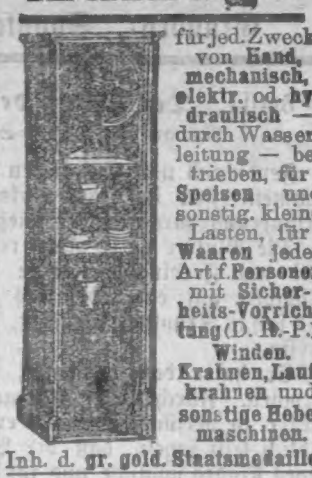 für jed. Zweck
von Hand,
mechanisch,
elektr. od. hy
draulisch —
durch Wasser
leitung — be
trieben, für
Speisen und
sonstig. klein
Lasten, für
Waaren jede
Art, f. Persone
mit Sicher-
heits-Vorrich
tung (D. R.-P.)
Winden.
Krahnen, Lauf
krahnen und
sonstige Hebe
maschinen.
Inh. d. gr. gold. Staatsmedaille